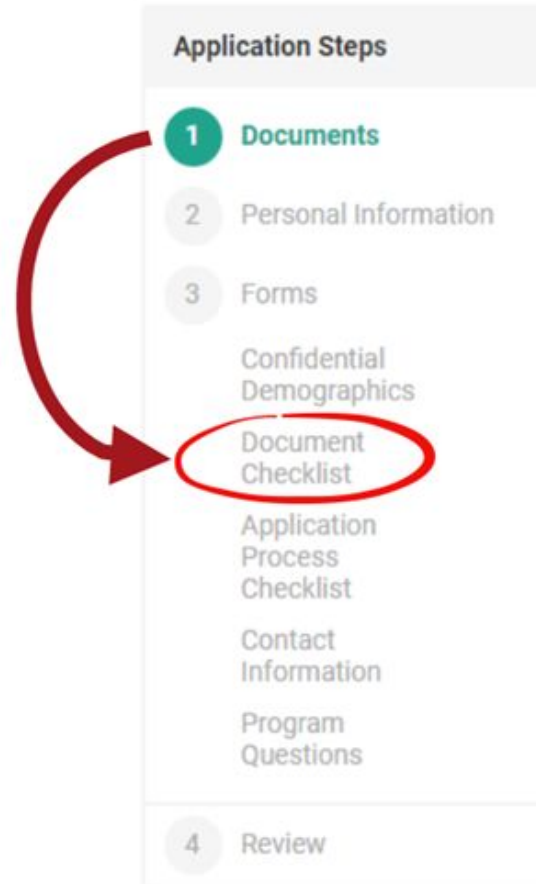 Application Steps
1 Documents
2 Personal Information
3 Forms
Confidential
Demographics
Document
Checklist
Application
Process
Checklist
Contact
Information
Program
Questions
4 Review